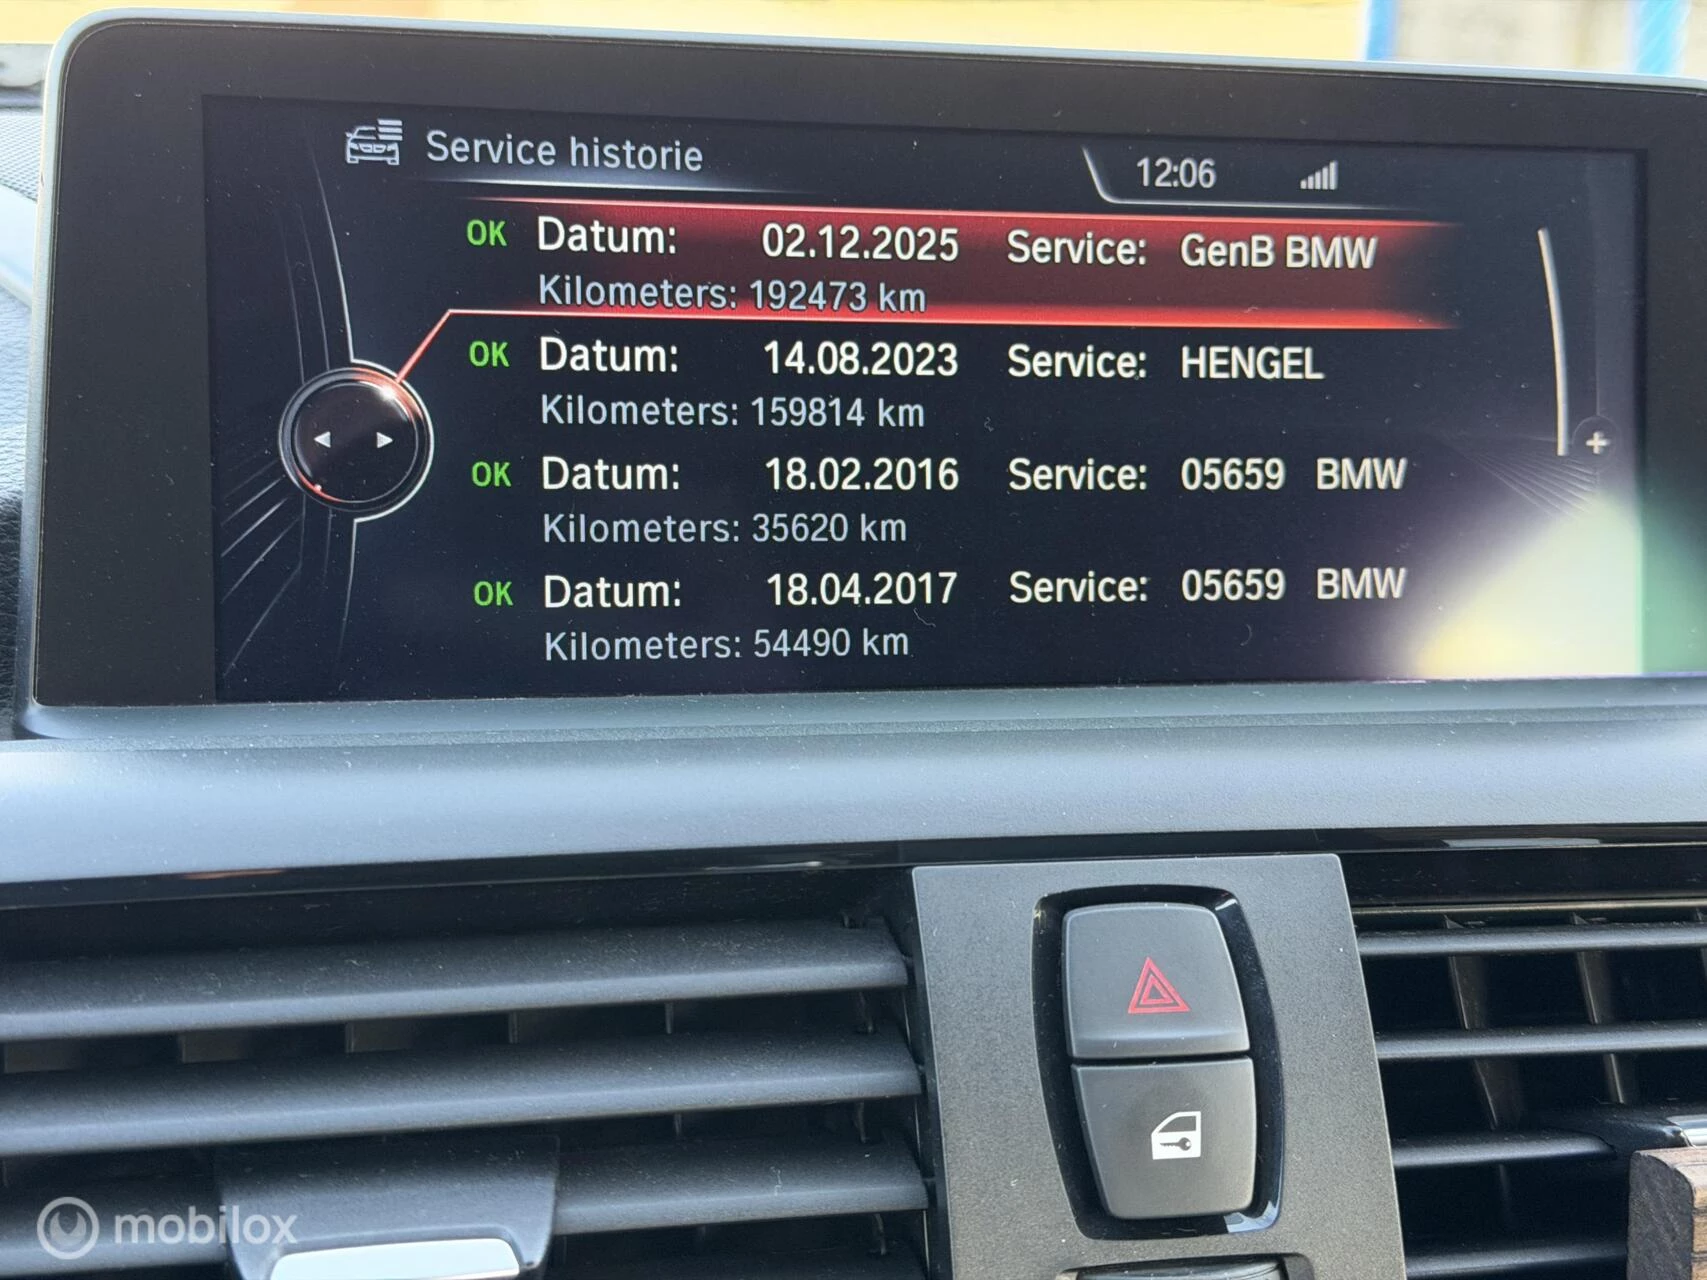 Service historie
12:06
OK Datum: 02.12.2025 Service: GenB BMW
Kilometers: 192473 km
OK Datum: 14.08.2023 Service: HENGEL
Kilometers: 159814 km
OK Datum: 18.02.2016 Service: 05659 BMW
Kilometers: 35620 km
OK Datum: 18.04.2017 Service: 05659 BMW
Kilometers: 54490 km
mobilox